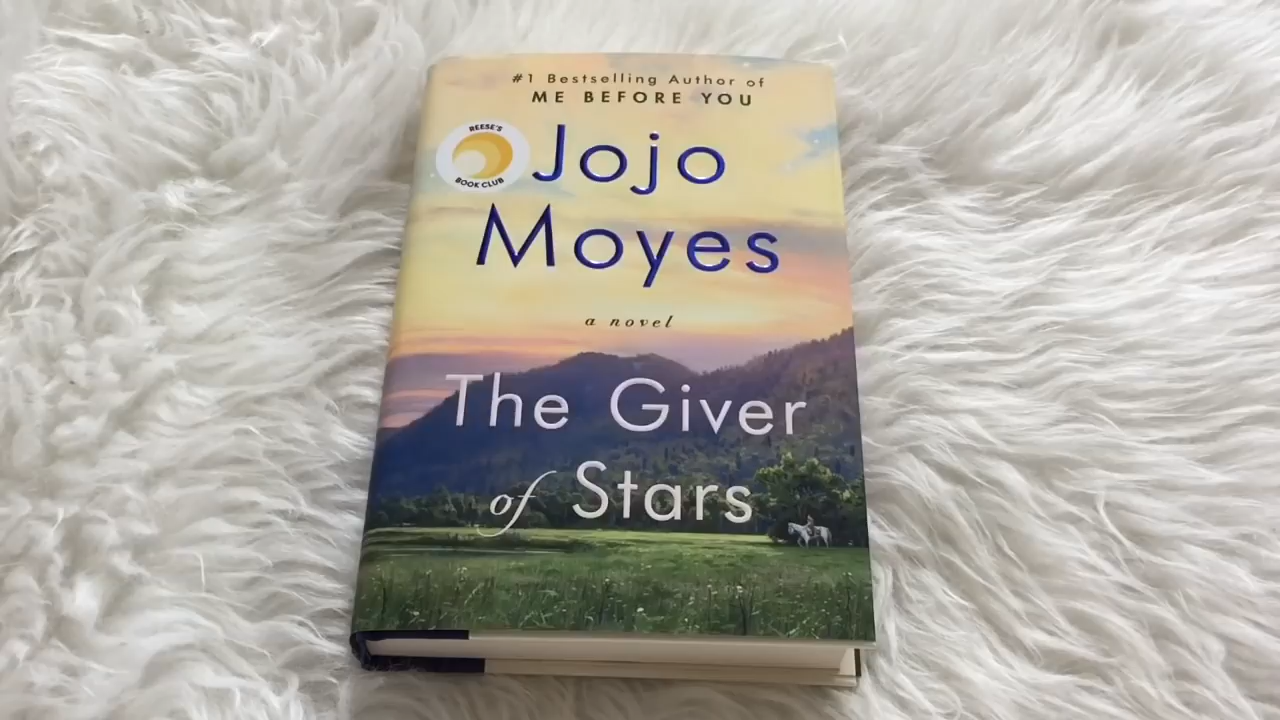 #1 Bestselling Author of
ME BEFORE YOU
REESE'S
BOOK CLUB
Jojo
Moyes
a novel
The Giver
of Stars